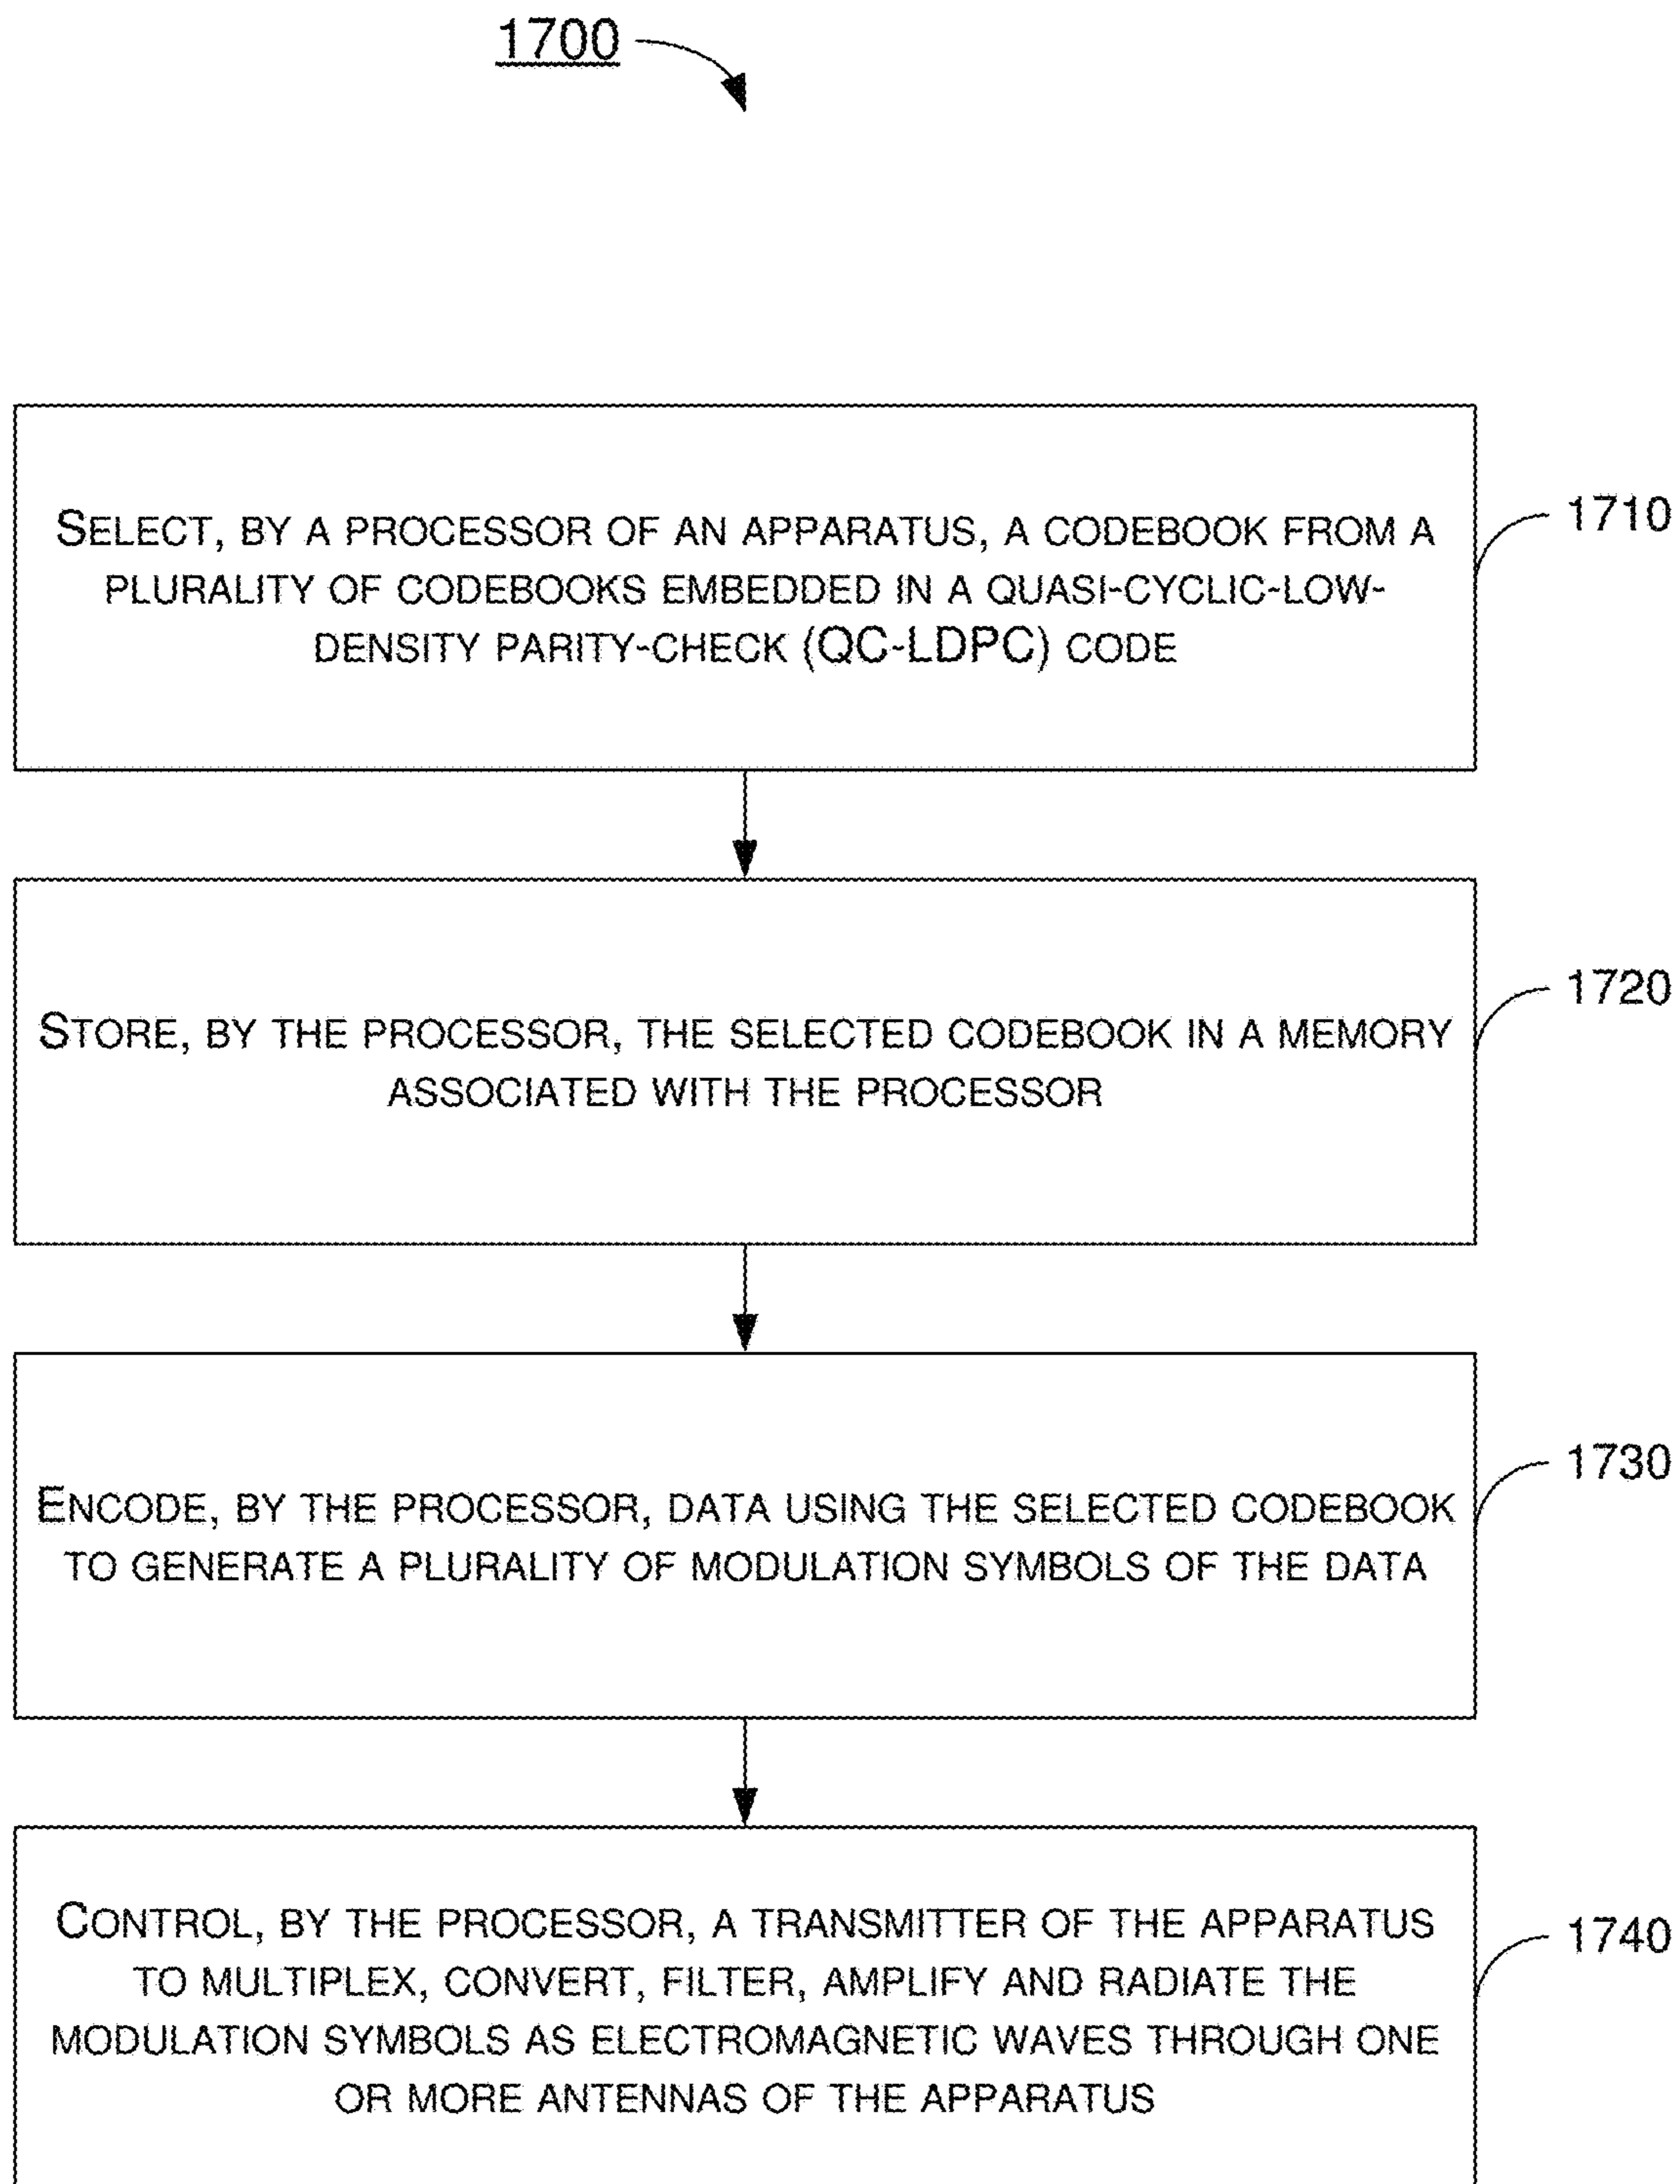 1700
SELECT, BY A PROCESSOR OF AN APPARATUS, A CODEBOOK FROM A
PLURALITY OF CODEBOOKS EMBEDDED IN A QUASI-CYCLIC-LOW-
DENSITY PARITY-CHECK (QC-LDPC) CODE
1710
STORE, BY THE PROCESSOR, THE SELECTED CODEBOOK IN A MEMORY
ASSOCIATED WITH THE PROCESSOR
1720
ENCODE, BY THE PROCESSOR, DATA USING THE SELECTED CODEBOOK
TO GENERATE A PLURALITY OF MODULATION SYMBOLS OF THE DATA
1730
CONTROL, BY THE PROCESSOR, A TRANSMITTER OF THE APPARATUS
TO MULTIPLEX, CONVERT, FILTER, AMPLIFY AND RADIATE THE
MODULATION SYMBOLS AS ELECTROMAGNETIC WAVES THROUGH ONE
OR MORE ANTENNAS OF THE APPARATUS
1740